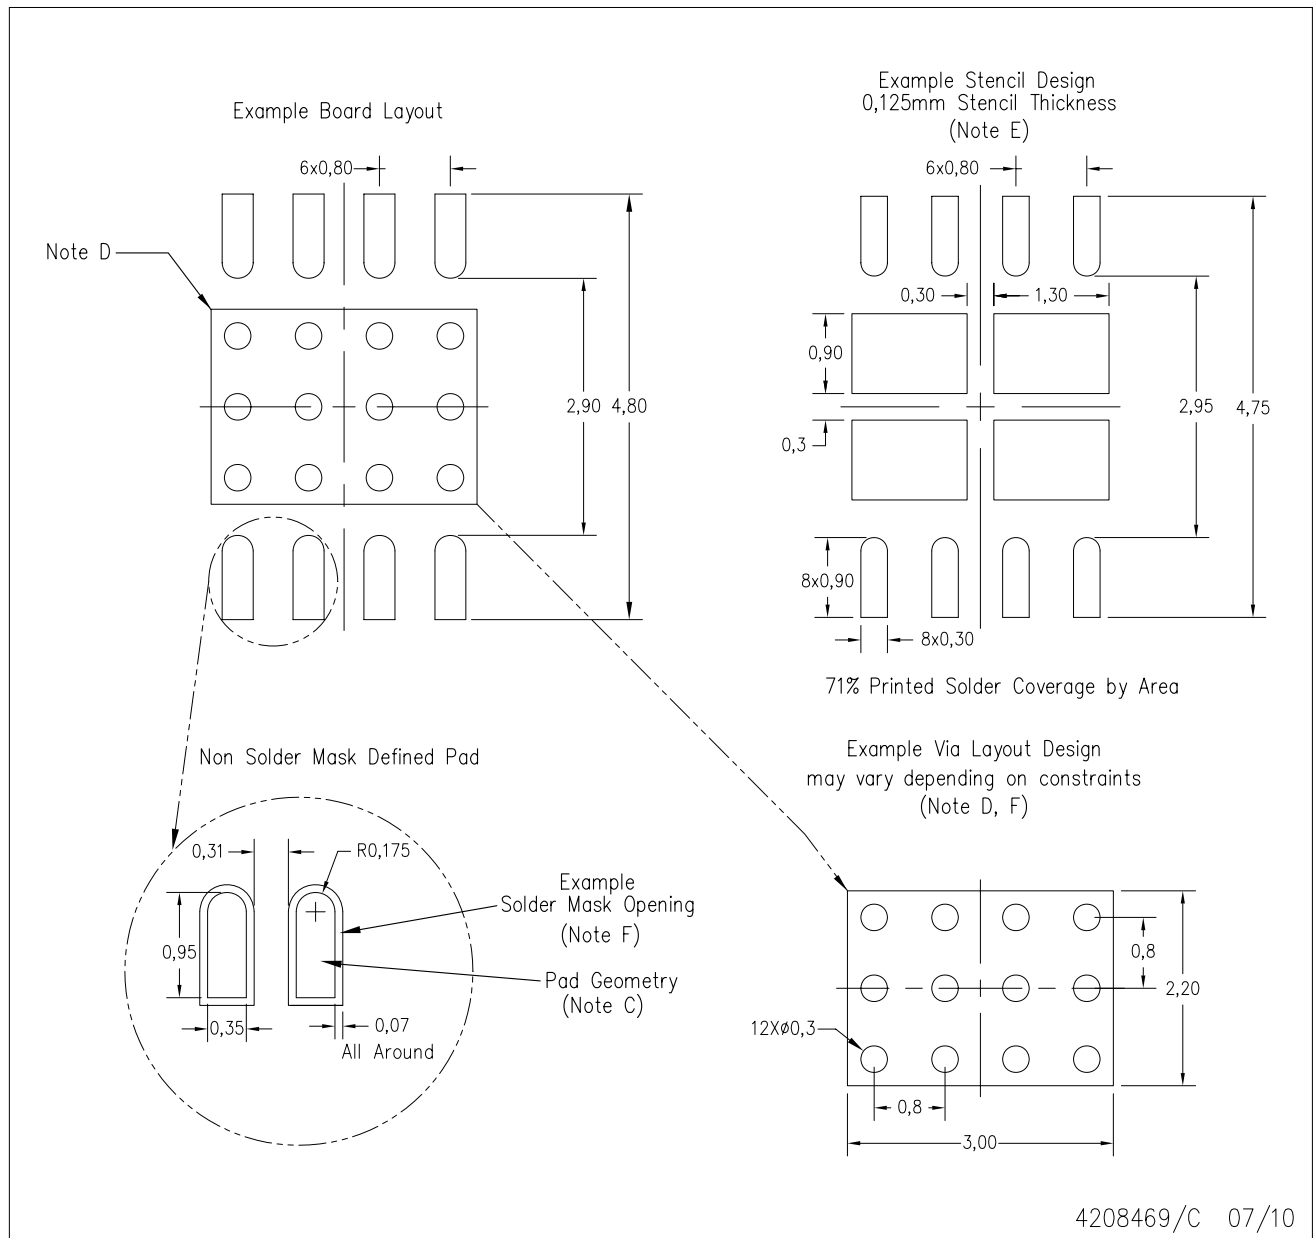 Example Board Layout
6x0,80
Note D
2,90
4,80
Example Stencil Design
0,125mm Stencil Thickness
(Note E)
6x0,80
0,30
1,30
0,90
0,3
2,95
4,75
8x0,90
8x0,30
71% Printed Solder Coverage by Area
Non Solder Mask Defined Pad
0,31
R0,175
Example
Solder Mask Opening
(Note F)
0,95
Pad Geometry
(Note C)
0,35
0,07
All Around
Example Via Layout Design
may vary depending on constraints
(Note D, F)
0,8
2,20
12Xø0,3
0,8
3,00
4208469/C 07/10